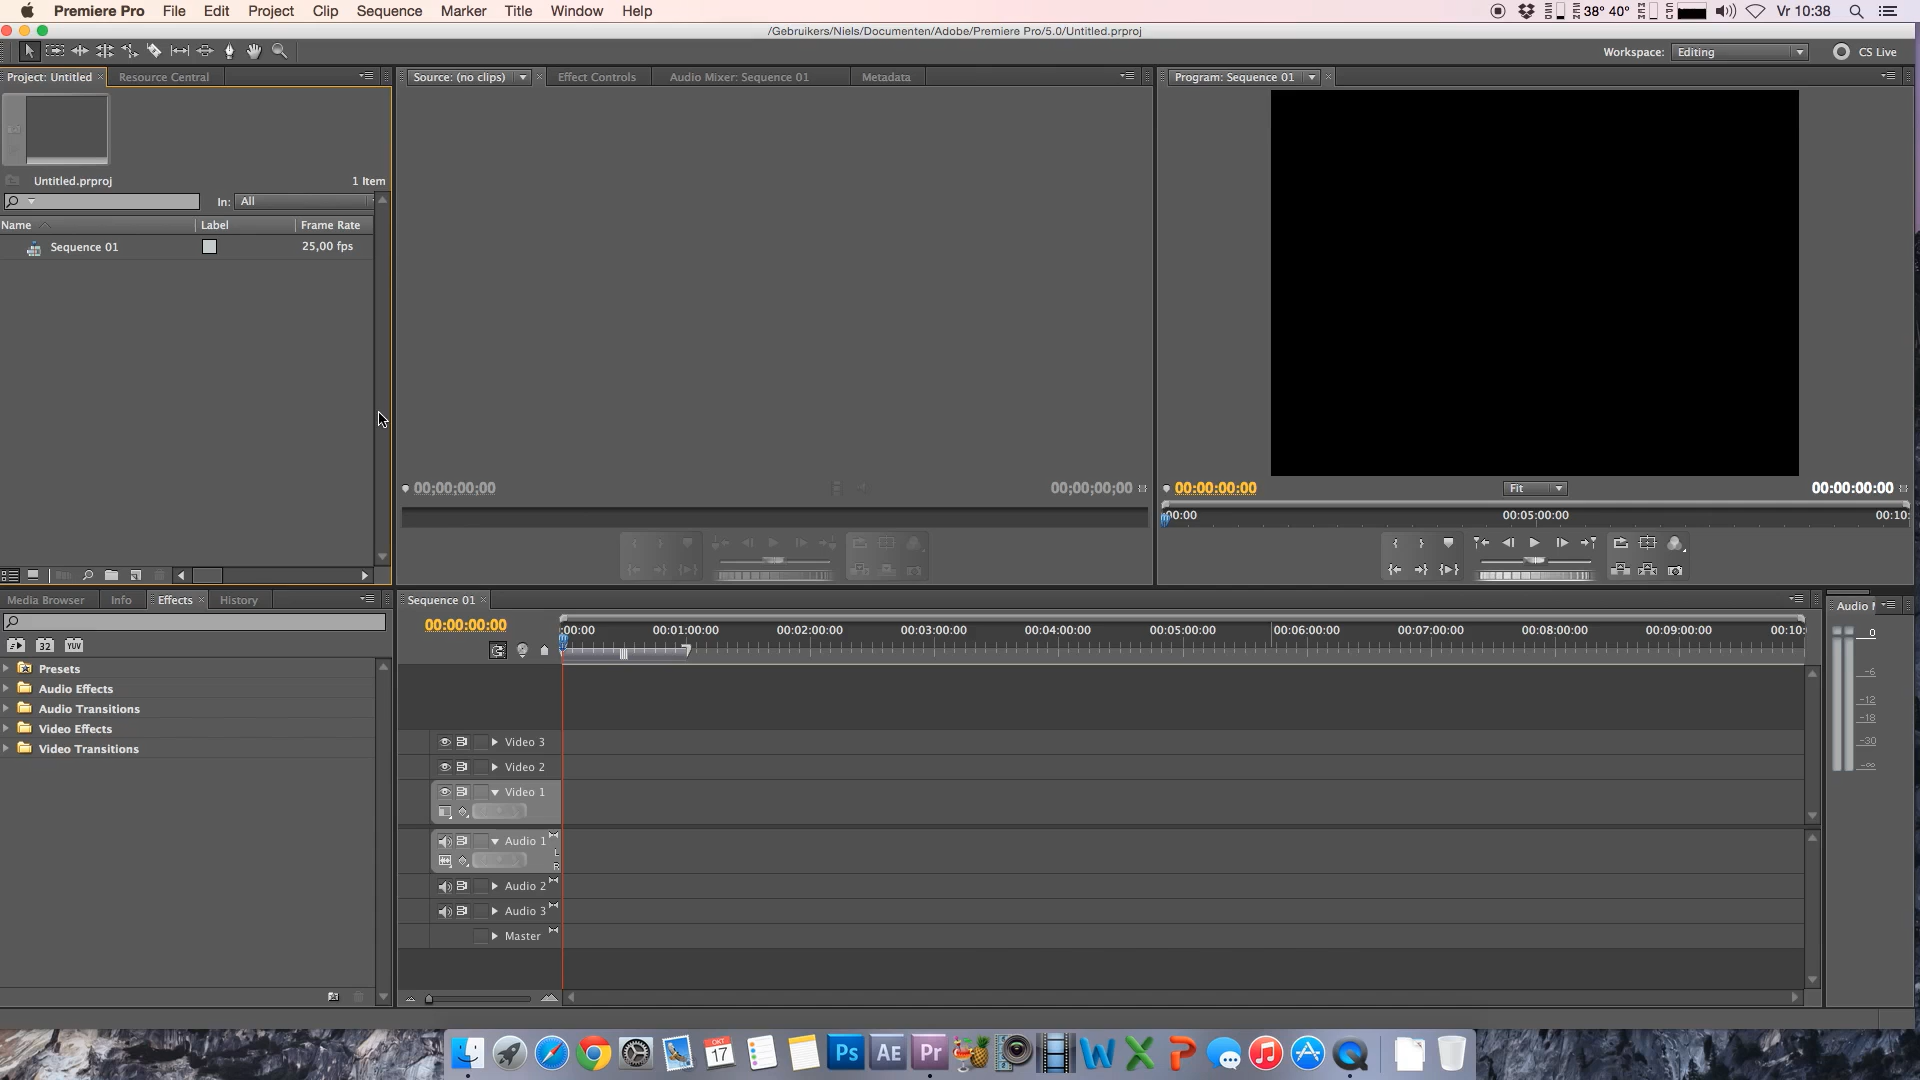 Premiere Pro File Edit Project Clip Sequence Marker Title Window Help 38° 40° Vr 10:38
/Gebruikers/Niels/Documenten/Adobe/Premiere Pro/5.0/Untitled.prproj
Workspace: Editing CS Live
Project: Untitled Resource Central Source: (no clips) Effect Controls Audio Mixer: Sequence 01 Metadata Program: Sequence 01
Untitled.prproj 1 Item
In: All
Name Label Frame Rate
Sequence 01 25,00 fps
00;00;00;00 00;00;00;00 00:00:00:00 Fit 00:00:00:00
00:00 00:05:00:00 00:10:
Media Browser Info Effects History Sequence 01 Audio
00:00:00:00
:00:00 00:01:00:00 00:02:00:00 00:03:00:00 00:04:00:00 00:05:00:00 00:06:00:00 00:07:00:00 00:08:00:00 00:09:00:00 00:10:
32 YUV
Presets
Audio Effects
Audio Transitions
Video Effects
Video Transitions
Video 3
Video 2
Video 1
Audio 1
L
R
Audio 2
Audio 3
Master
0
-6
-12
-18
-30
-∞
OKT
17
Ps AE Pr